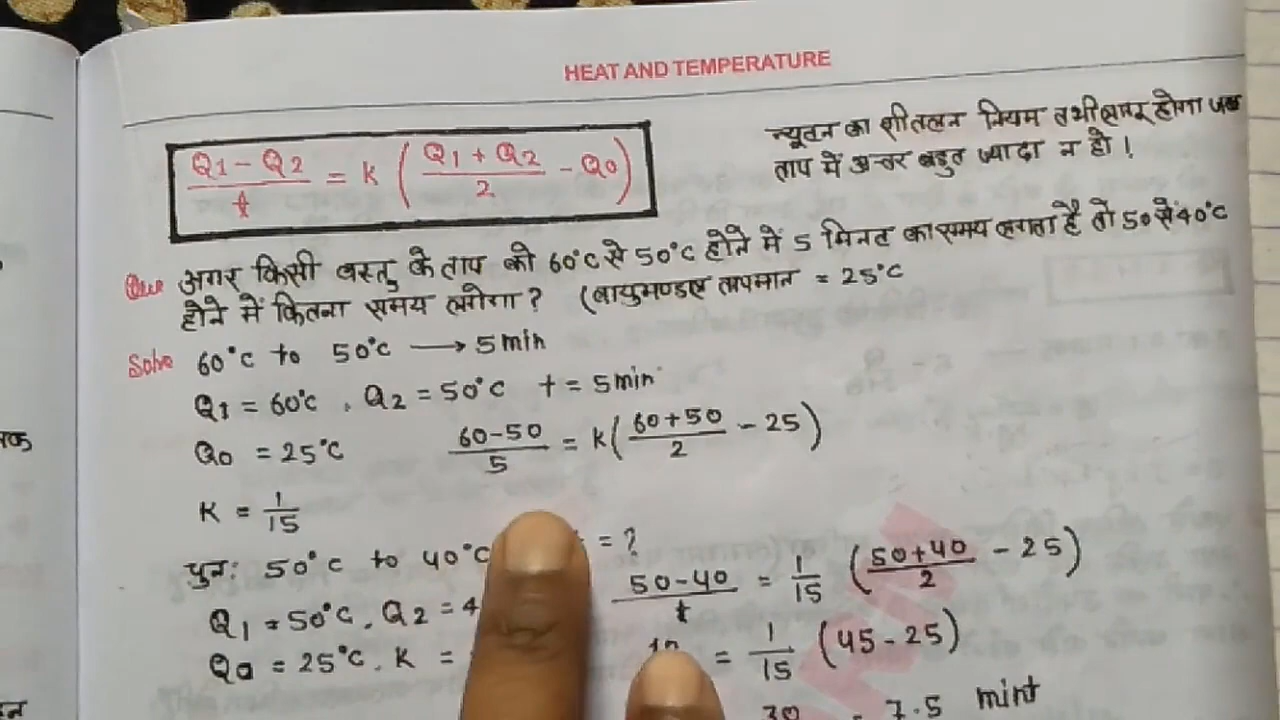 HEAT AND TEMPERATURE
न्यूटन का शीतलन नियम तभी लागू होगा जब
ताप में अन्तर बहुत ज्यादा न हो।
Q1 - Q2 / t = K ( Q1 + Q2 / 2 - Q0 )
Que अगर किसी वस्तु के ताप को 60°C से 50°C होने में 5 मिनट का समय लगता है तो 50 से 40°C
होने में कितना समय लगेगा? (वायुमण्डल तापमान = 25°C
Solve 60°C to 50°C → 5 min
Q1 = 60°C, Q2 = 50°C t = 5 min
Q0 = 25°C 60-50 / 5 = K( 60+50 / 2 - 25 )
K = 1/15
पुनः 50°C to 40°C = ?
50-40 / t = 1/15 ( 50+40 / 2 - 25 )
Q1 = 50°C, Q2 = 4
Q0 = 25°C, K = = 1/15 (45-25)
30 7.5 mint